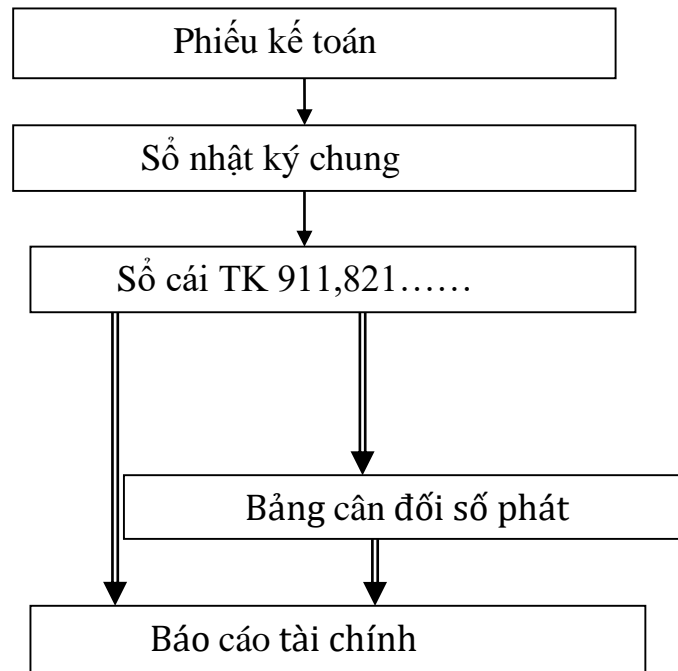 Phiếu kế toán
Sổ nhật ký chung
Sổ cái TK 911,821……
Bảng cân đối số phát
Báo cáo tài chính